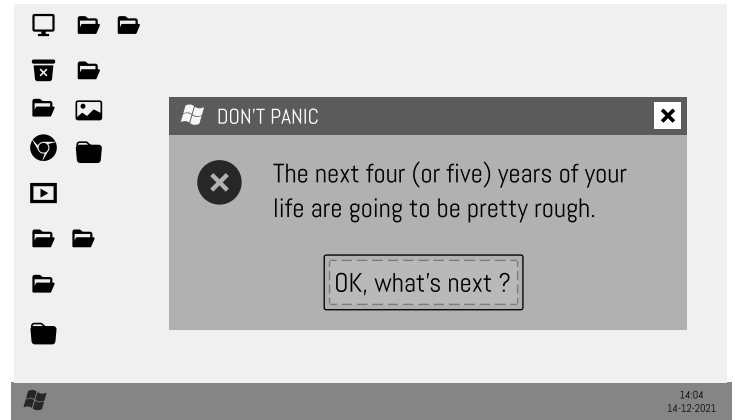 DON'T PANIC
The next four (or five) years of your
life are going to be pretty rough.
OK, what's next ?
14:04
14-12-2021